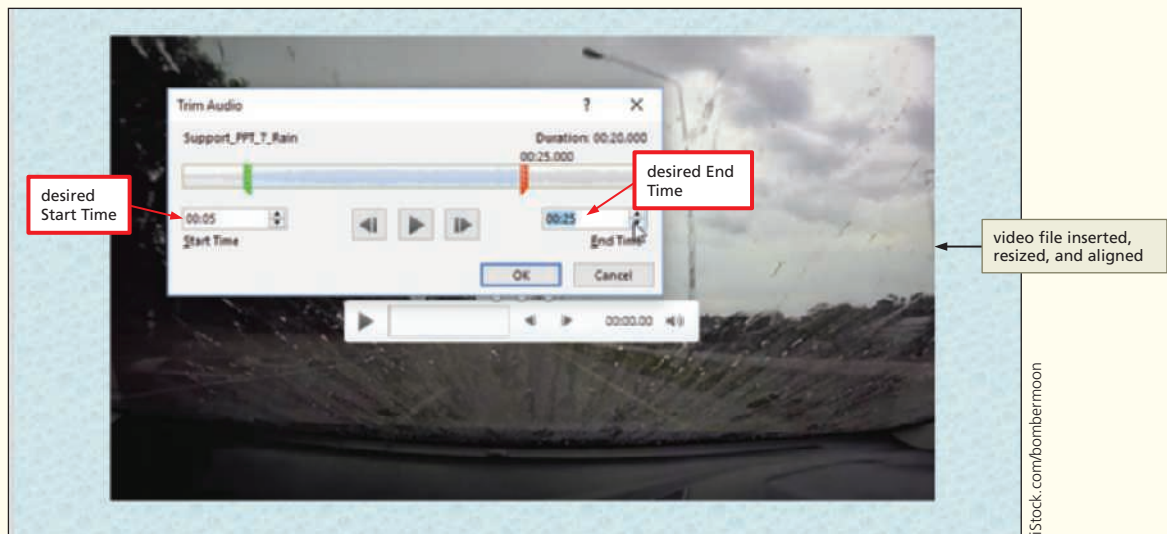 Trim Audio ? ×
Support_PPT_7_Rain Duration: 00:20.000
00:25.000
desired
Start Time
desired End
Time
00:05 00:25
Start Time End Time
OK Cancel
00:00.00
video file inserted,
resized, and aligned
iStock.com/bombermoon